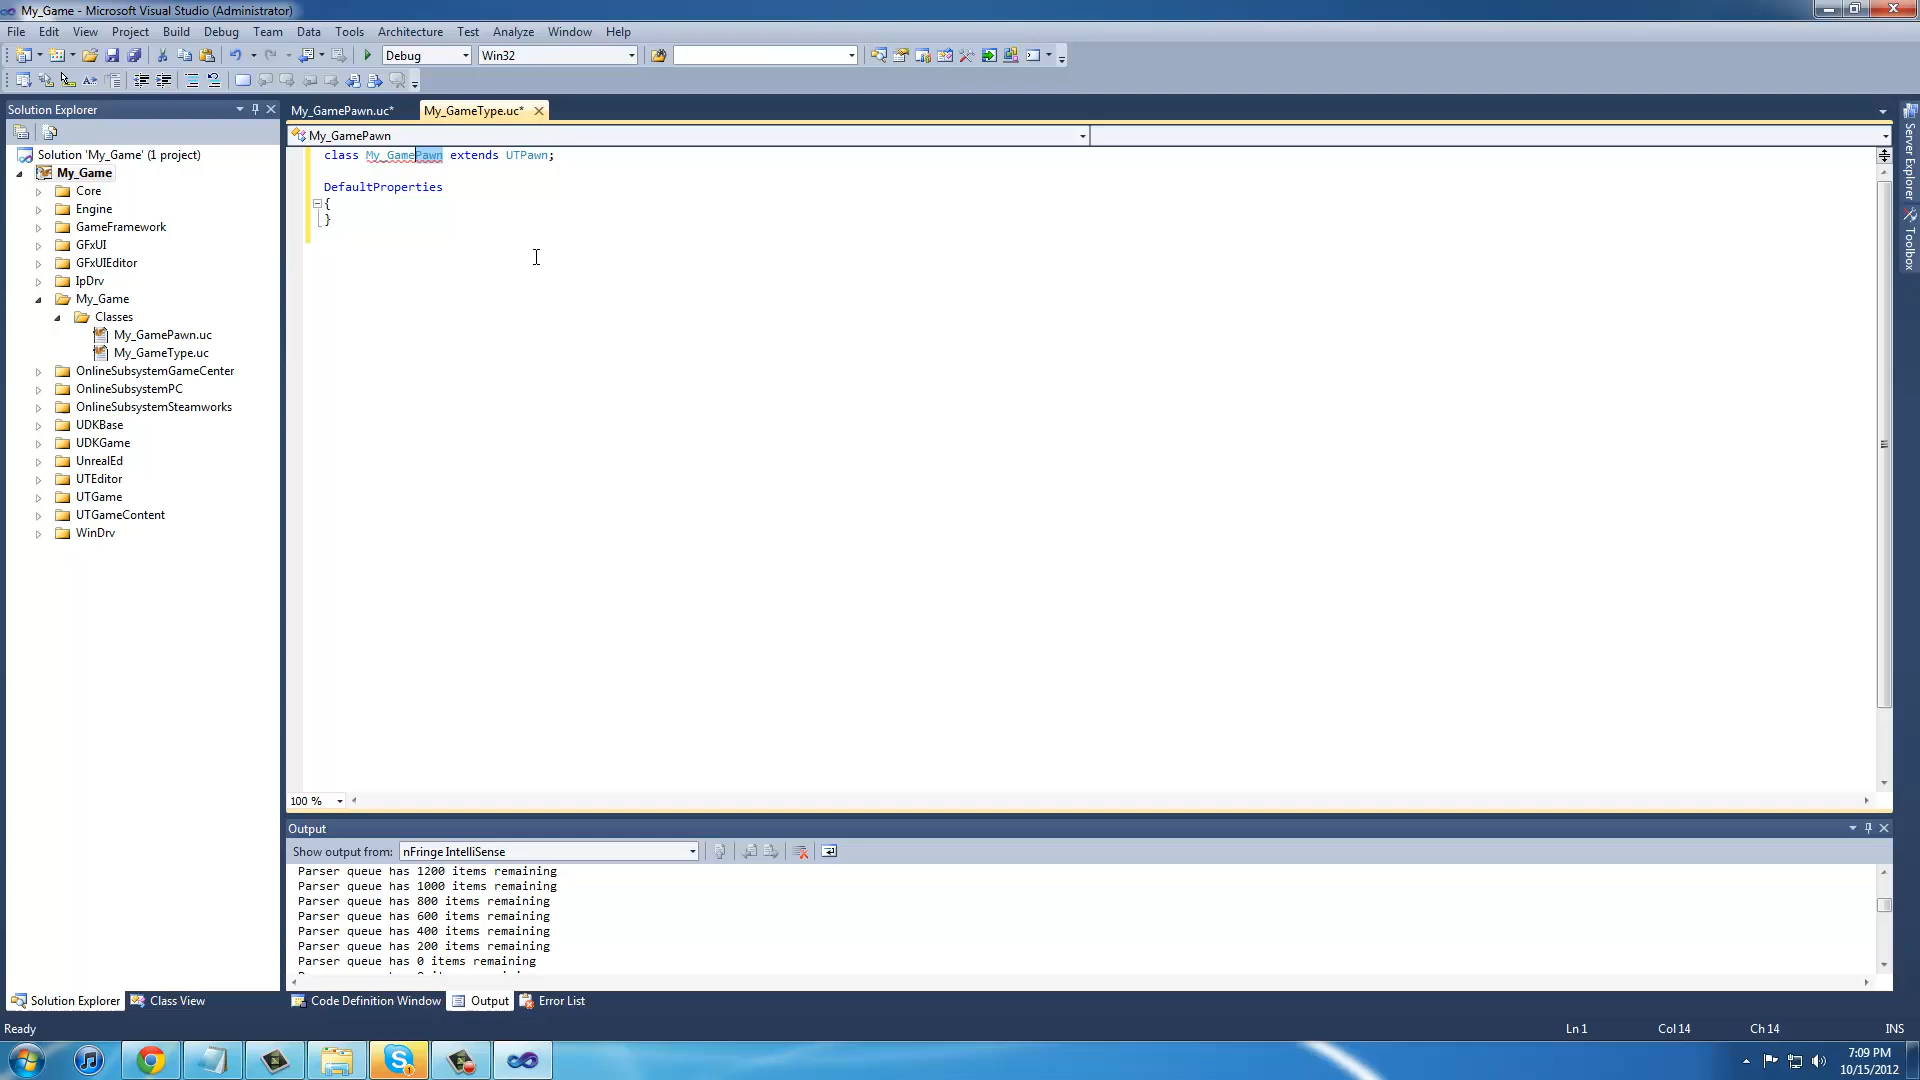 My_Game - Microsoft Visual Studio (Administrator)
File Edit View Project Build Debug Team Data Tools Architecture Test Analyze Window Help
Debug Win32
Solution Explorer
My_GamePawn.uc* My_GameType.uc*
My_GamePawn
Solution 'My_Game' (1 project)
My_Game
Core
Engine
GameFramework
GFxUI
GFxUIEditor
IpDrv
My_Game
Classes
My_GamePawn.uc
My_GameType.uc
OnlineSubsystemGameCenter
OnlineSubsystemPC
OnlineSubsystemSteamworks
UDKBase
UDKGame
UnrealEd
UTEditor
UTGame
UTGameContent
WinDrv
class My_GamePawn extends UTPawn;
DefaultProperties
{
}
Server Explorer
Toolbox
100 %
Output
Show output from: nFringe IntelliSense
Parser queue has 1200 items remaining
Parser queue has 1000 items remaining
Parser queue has 800 items remaining
Parser queue has 600 items remaining
Parser queue has 400 items remaining
Parser queue has 200 items remaining
Parser queue has 0 items remaining
Solution Explorer Class View
Code Definition Window Output Error List
Ready Ln 1 Col 14 Ch 14 INS
7:09 PM
10/15/2012